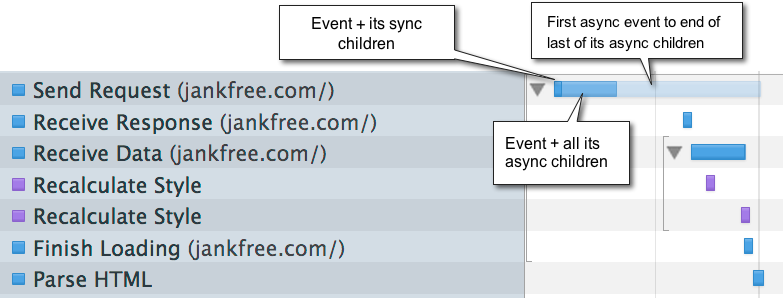 Event + its sync
children
First async event to end of
last of its async children
Send Request (jankfree.com/)
Receive Response (jankfree.com/)
Event + all its
async children
Receive Data (jankfree.com/)
Recalculate Style
Recalculate Style
Finish Loading (jankfree.com/)
Parse HTML